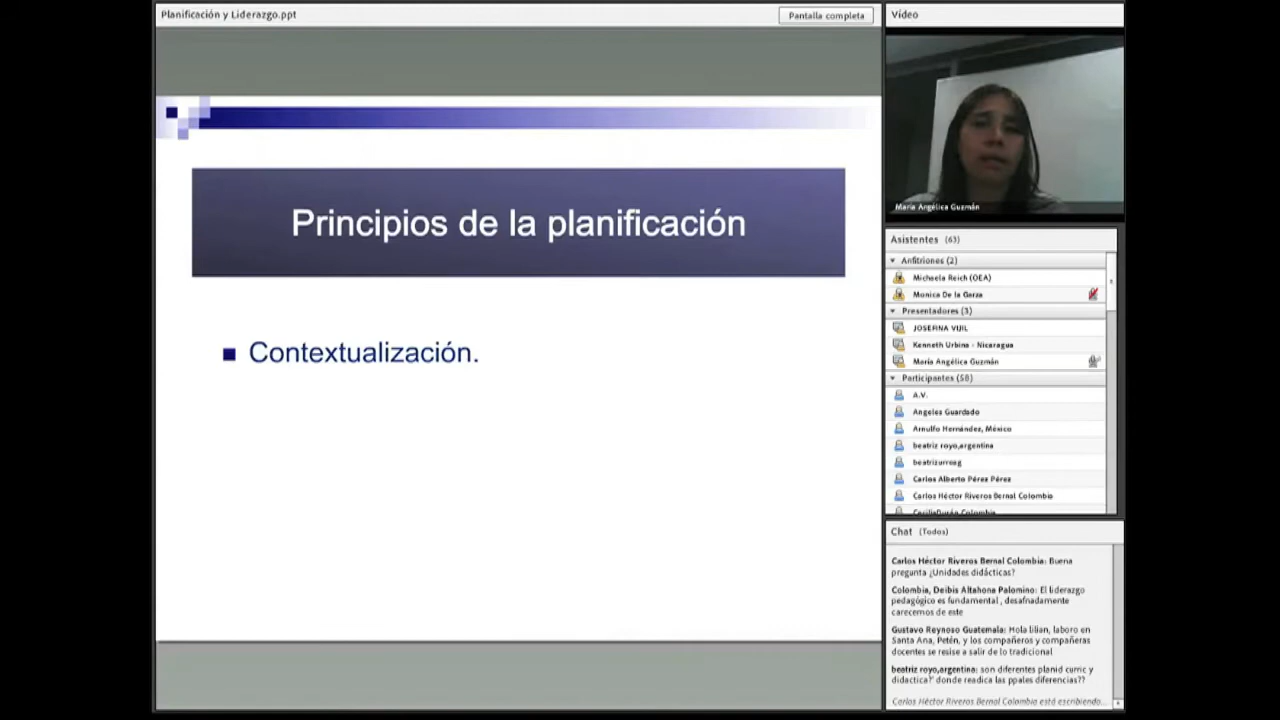 Planificación y Liderazgo.ppt
Pantalla completa
Principios de la planificación
Contextualización.
Vídeo
María Angélica Guzmán
Asistentes (63)
Anfitriones (2)
Michaela Reich (OEA)
Monica De la Garza
Presentadores (3)
JOSEFINA VIJIL
Kenneth Urbina - Nicaragua
María Angélica Guzmán
Participantes (58)
A.V.
Angeles Guardado
Arnulfo Hernández, México
beatriz royo,argentina
Carlos Alberto Pérez Pérez
Carlos Héctor Riveros Bernal Colombia
Chat (Todos)
Carlos Héctor Riveros Bernal Colombia: Buena
pregunta ¿Unidades didácticas?
Colombia, Deibis Altahona Palomino: El liderazgo
pedagógico es fundamental , desafnadamente
carecemos de este
Gustavo Reynoso Guatemala: Hola lilian, laboro en
Santa Ana, Petén, y los compañeros y compañeras
docentes se resise a salir de lo tradicional
beatriz royo,argentina: son diferentes planid curric y
didactica?' donde readica las ppales diferencias??
Carlos Héctor Riveros Bernal Colombia está escribiendo...